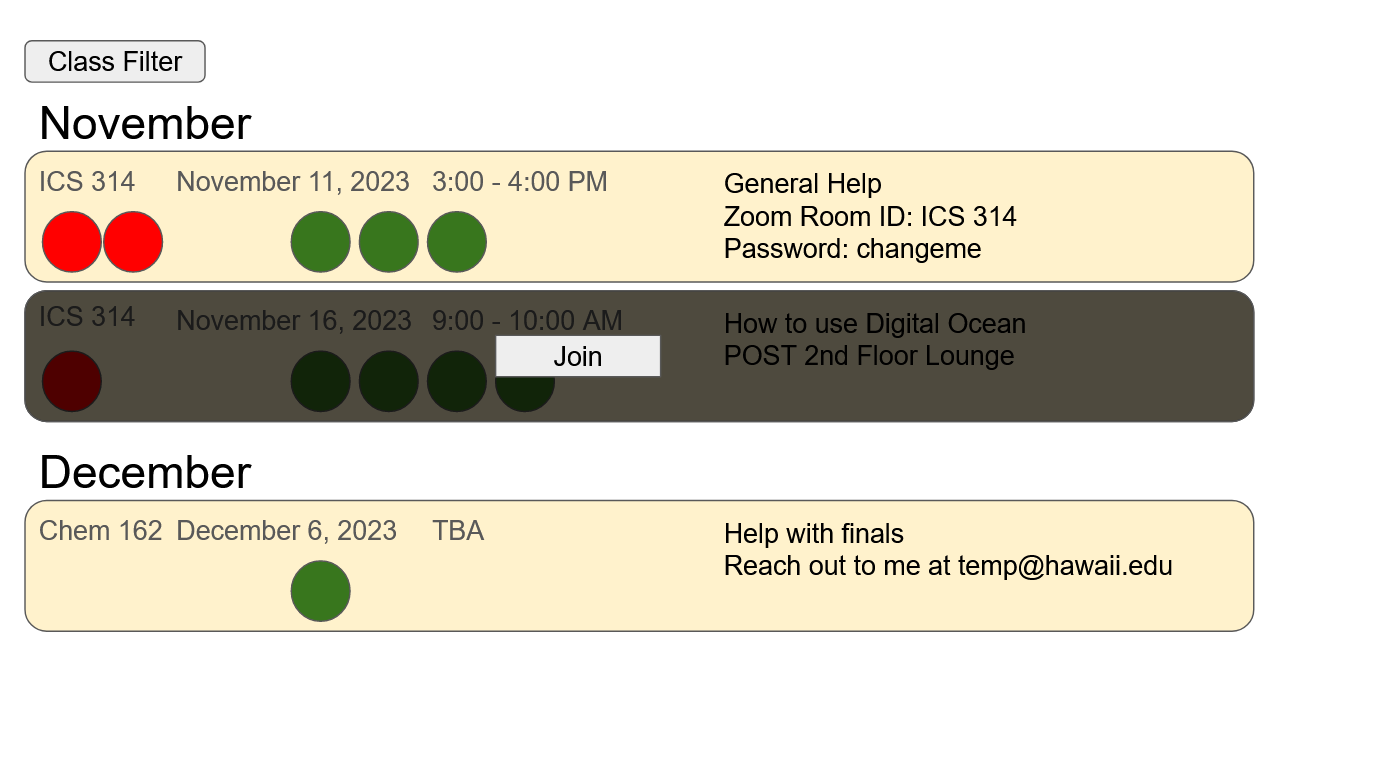 Class Filter
November
ICS 314 November 11, 2023 3:00 - 4:00 PM
General Help
Zoom Room ID: ICS 314
Password: changeme
ICS 314 November 16, 2023 9:00 - 10:00 AM
Join
How to use Digital Ocean
POST 2nd Floor Lounge
December
Chem 162 December 6, 2023 TBA
Help with finals
Reach out to me at temp@hawaii.edu